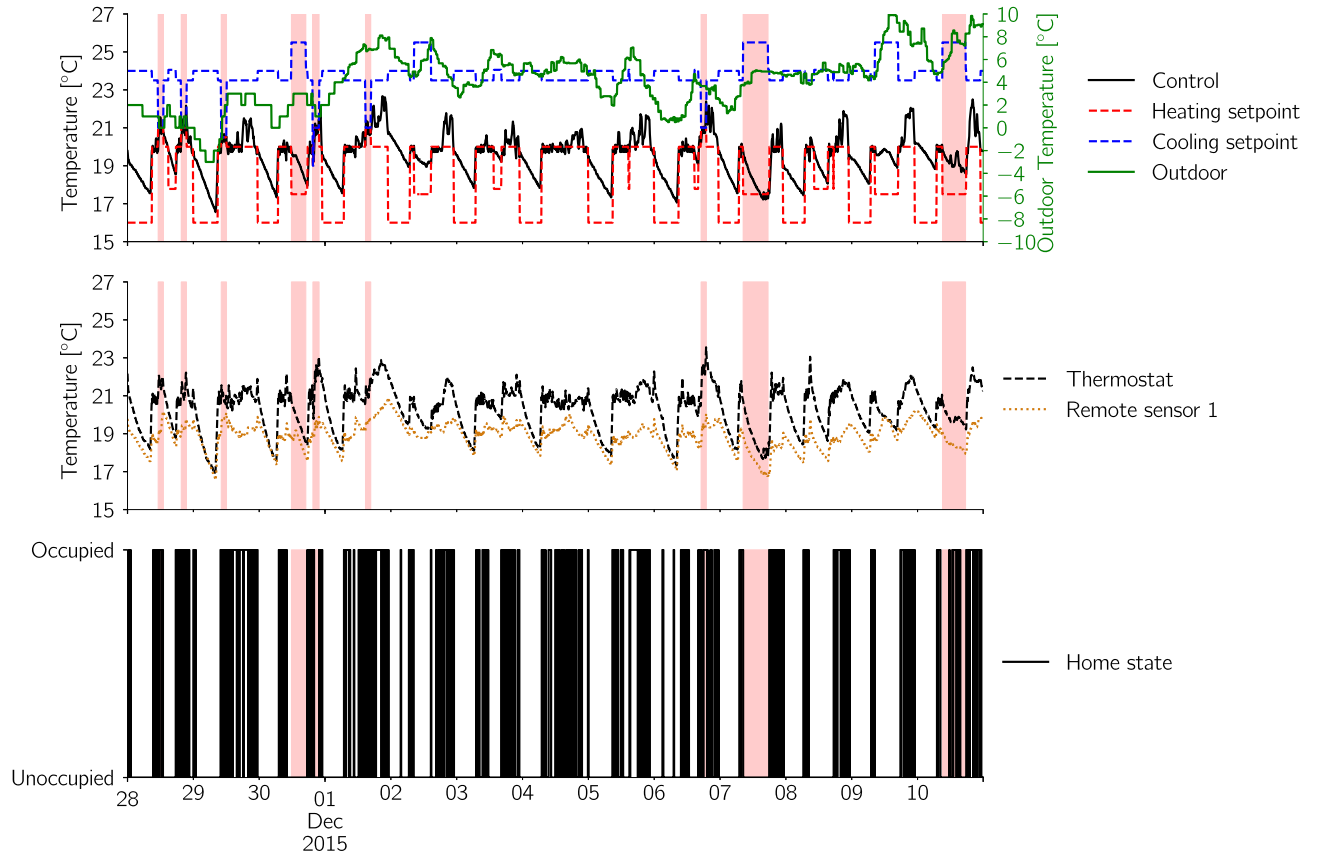 27
25
23
21
19
17
15
Temperature [°C]
10
8
6
4
2
0
−2
−4
−6
−8
−10
Outdoor Temperature [°C]
Control
Heating setpoint
Cooling setpoint
Outdoor
27
25
23
21
19
17
15
Temperature [°C]
Thermostat
Remote sensor 1
Occupied
Unoccupied
Home state
28 29 30 01 02 03 04 05 06 07 08 09 10
Dec
2015